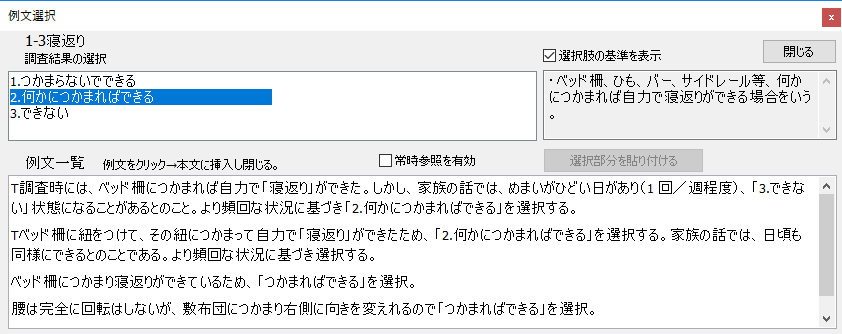 例文選択
x
1-3寝返り
調査結果の選択
選択肢の基準を表示
閉じる
1.つかまらないでできる
2.何かにつかまればできる
3.できない
・ベッド柵、ひも、バー、サイドレール等、何か
につかまれば自力で寝返りができる場合をいう
。
例文一覧
例文をクリック→本文に挿入し閉じる。
常時参照を有効
選択部分を貼り付ける
T調査時には、ベッド柵につかまれば自力で「寝返り」ができた。しかし、家族の話では、めまいがひどい日があり(1回／週程度)、「3.できな
い」状態になることがあるとのこと。より頻回な状況に基づき「2.何かにつかまればできる」を選択する。
Tベッド柵に紐をつけて、その紐につかまって自力で「寝返り」ができたため、「2.何かにつかまればできる」を選択する。家族の話では、日頃も
同様にできるとのことである。より頻回な状況に基づき選択する。
ベッド柵につかまり寝返りができているため、「つかまればできる」を選択。
腰は完全に回転はしないが、敷布団につかまり右側に向きを変えれるので「つかまればできる」を選択。